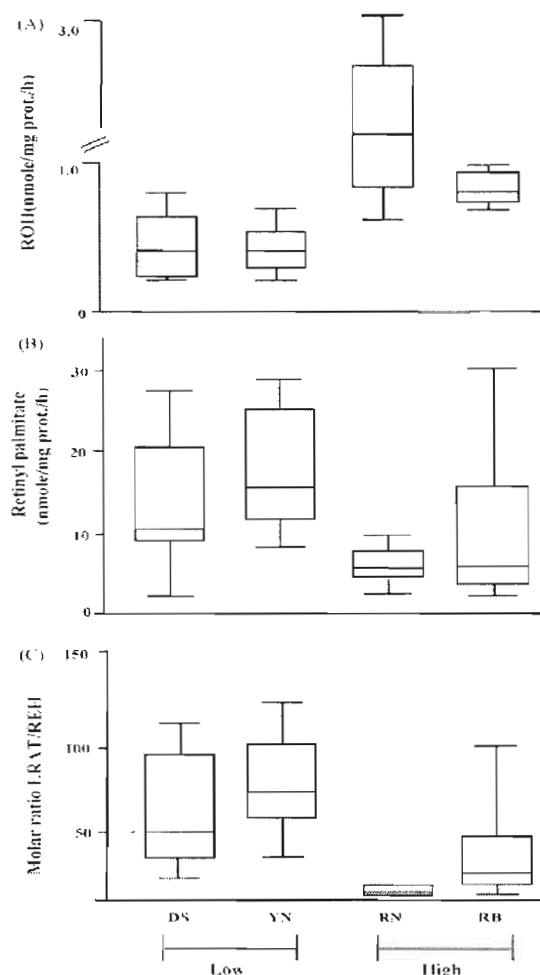 (A)
3.0
1.0
0
ROH(nmole/mg prot./h)
(B)
30
20
10
0
Retinyl palmitate
(nmole/mg prot./h)
(C)
150
100
50
Molar ratio LRAT/REH
DS YN RN RB
Low High